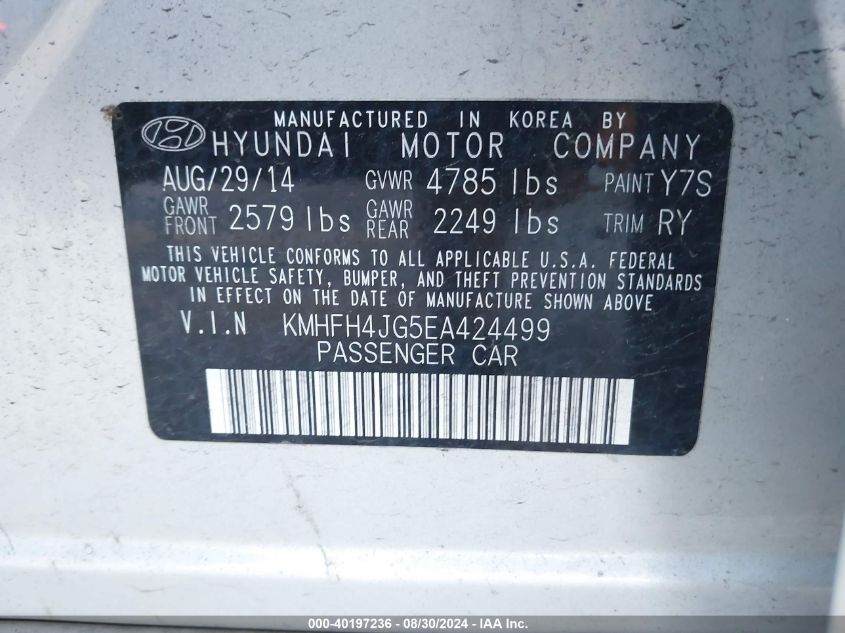 MANUFACTURED IN KOREA BY
HYUNDAI MOTOR COMPANY
AUG/29/14 GVWR 4785 lbs PAINT Y7S
GAWR FRONT 2579 lbs GAWR REAR 2249 lbs TRIM RY
THIS VEHICLE CONFORMS TO ALL APPLICABLE U.S.A. FEDERAL
MOTOR VEHICLE SAFETY, BUMPER, AND THEFT PREVENTION STANDARDS
IN EFFECT ON THE DATE OF MANUFACTURE SHOWN ABOVE
V.I.N KMHFH4JG5EA424499
PASSENGER CAR
000-40197236 - 08/30/2024 - IAA Inc.